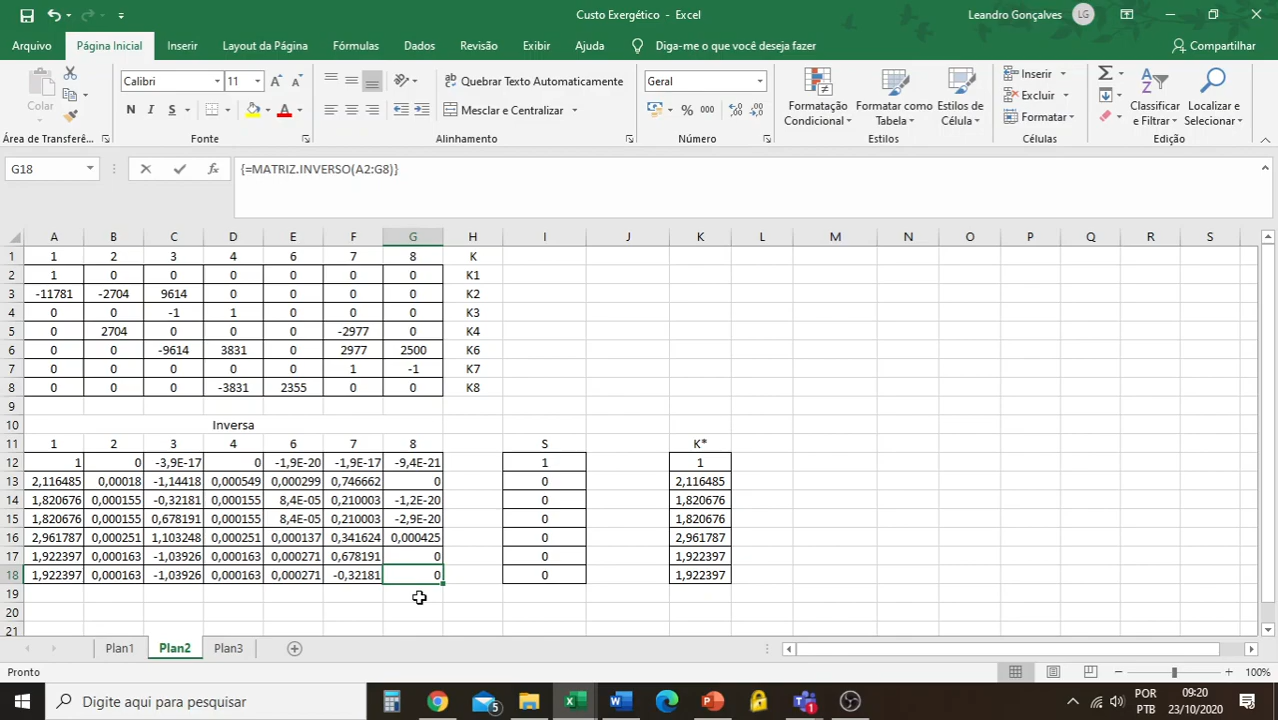 Custo Exergético - Excel
Leandro Gonçalves LG
Arquivo Página Inicial Inserir Layout da Página Fórmulas Dados Revisão Exibir Ajuda Diga-me o que você deseja fazer Compartilhar
Colar Calibri 11 A A Quebrar Texto Automaticamente Geral Inserir
N I S A Mesclar e Centralizar % 000 Formatação Condicional Formatar como Tabela Estilos de Célula Excluir Formatar Classificar e Filtrar Localizar e Selecionar
Área de Transferê... Fonte Alinhamento Número Estilos Células Edição
G18 fx {=MATRIZ.INVERSO(A2:G8)}
A B C D E F G H I J K L M N O P Q R S
1 1 2 3 4 6 7 8 K
2 1 0 0 0 0 0 0 K1
3 -11781 -2704 9614 0 0 0 0 K2
4 0 0 -1 1 0 0 0 K3
5 0 2704 0 0 0 -2977 0 K4
6 0 0 -9614 3831 0 2977 2500 K6
7 0 0 0 0 0 1 -1 K7
8 0 0 0 -3831 2355 0 0 K8
9
10 Inversa
11 1 2 3 4 6 7 8 S K*
12 1 0 -3,9E-17 0 -1,9E-20 -1,9E-17 -9,4E-21 1 1
13 2,116485 0,00018 -1,14418 0,000549 0,000299 0,746662 0 0 2,116485
14 1,820676 0,000155 -0,32181 0,000155 8,4E-05 0,210003 -1,2E-20 0 1,820676
15 1,820676 0,000155 0,678191 0,000155 8,4E-05 0,210003 -2,9E-20 0 1,820676
16 2,961787 0,000251 1,103248 0,000251 0,000137 0,341624 0,000425 0 2,961787
17 1,922397 0,000163 -1,03926 0,000163 0,000271 0,678191 0 0 1,922397
18 1,922397 0,000163 -1,03926 0,000163 0,000271 -0,32181 0 0 1,922397
19
20
21
Plan1 Plan2 Plan3
Pronto 100%
Digite aqui para pesquisar 5 1 POR PTB 09:20 23/10/2020